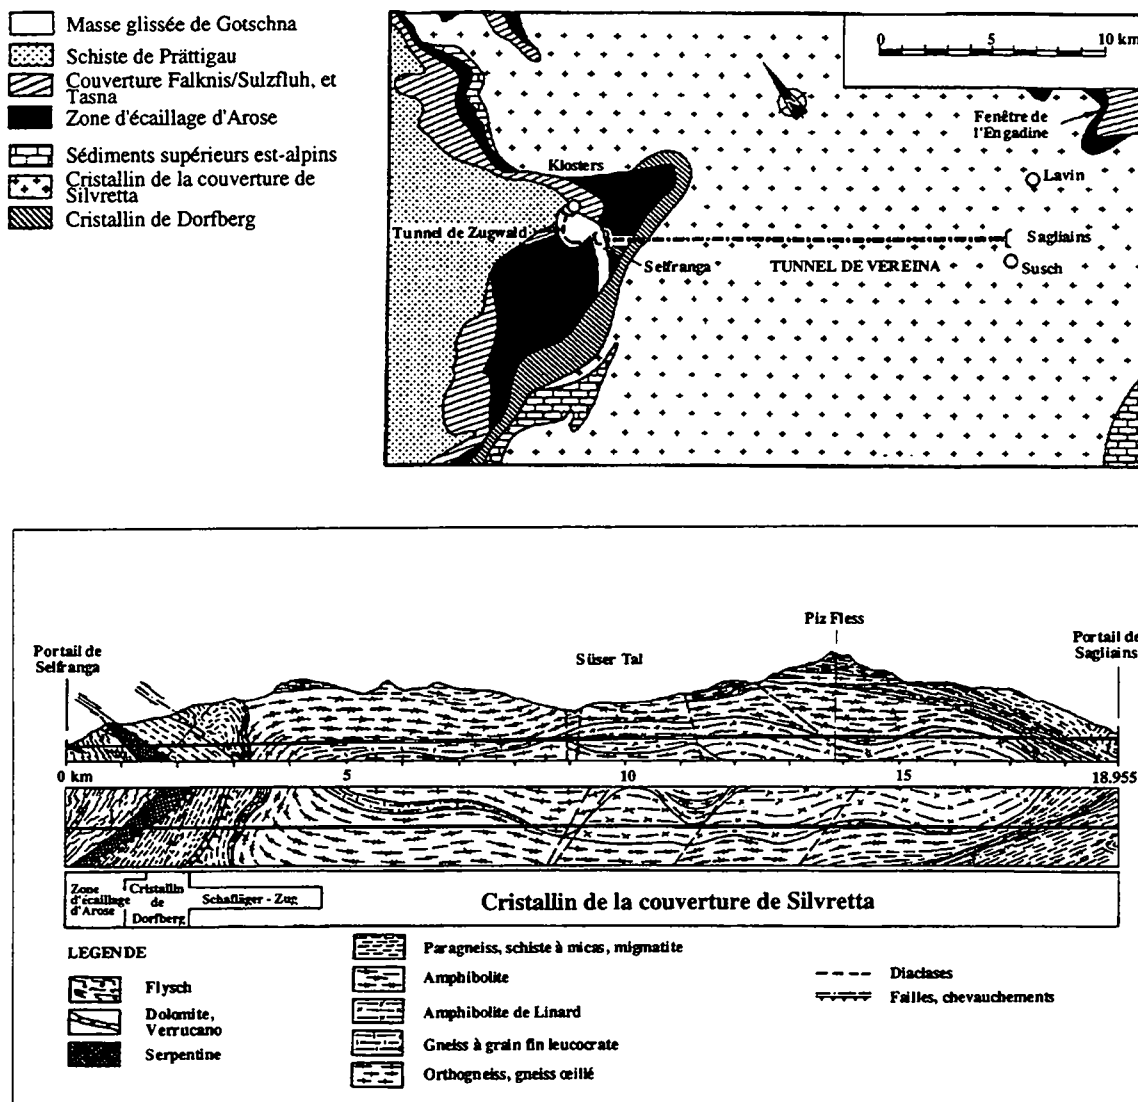 Masse glissée de Gotschna
Schiste de Prättigau
Couverture Falknis/Sulzfluh, et
Tasna
Zone d'écaillage d'Arose
Sédiments supérieurs est-alpins
Cristallin de la couverture de
Silvretta
Cristallin de Dorfberg
0 5 10 km
Fenêtre de
l'Engadine
Klosters
Lavin
Tunnel de Zugwald
Sagliains
Selfranga
TUNNEL DE VEREINA
Susch
Piz Fless
Portail de
Selfranga
Süser Tal
Portail de
Sagliains
0 km 5 10 15 18.955
Zone
d'écaillage
d'Arose
Cristallin
de
Dorfberg
Schafläger - Zug
Cristallin de la couverture de Silvretta
LEGENDE
Flysch
Dolomite,
Verrucano
Serpentine
Paragneiss, schiste à micas, migmatite
Amphibolite
Amphibolite de Linard
Gneiss à grain fin leucocrate
Orthogneiss, gneiss œillé
Diaclases
Failles, chevauchements